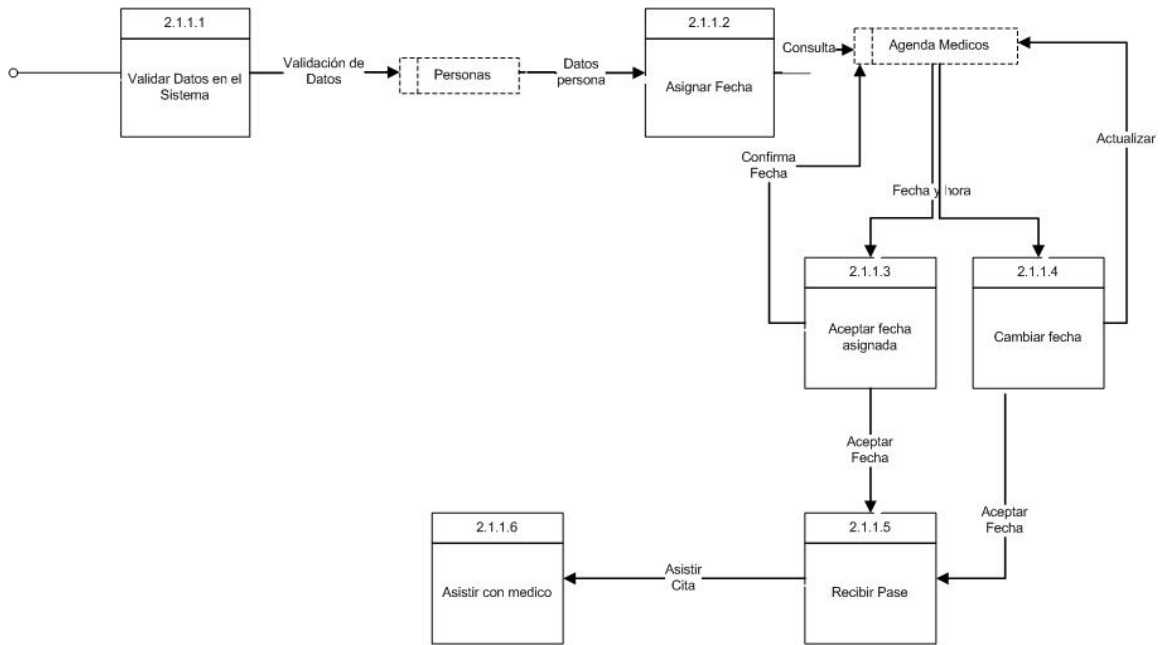 2.1.1.1
Validar Datos en el
Sistema
Validación de
Datos
Personas
Datos
persona
2.1.1.2
Asignar Fecha
Consulta
Agenda Medicos
Actualizar
Confirma
Fecha
Fecha y hora
2.1.1.3
Aceptar fecha
asignada
2.1.1.4
Cambiar fecha
Aceptar
Fecha
Aceptar
Fecha
2.1.1.5
Recibir Pase
Asistir
Cita
2.1.1.6
Asistir con medico